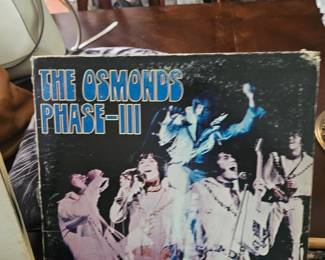 THE OSMONDS
PHASE-III